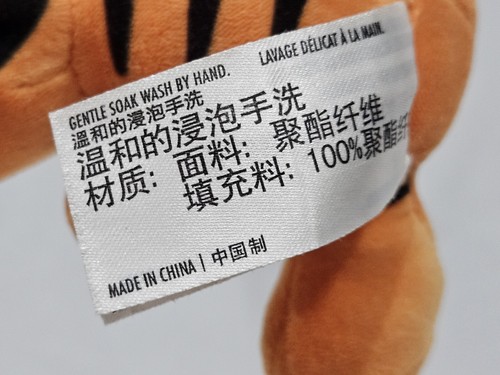 GENTLE SOAK WASH BY HAND. LAVAGE DÉLICAT À LA MAIN.
溫和的浸泡手洗
温和的浸泡手洗
材质: 面料: 聚酯纤维
填充料: 100%聚酯纤
MADE IN CHINA | 中国制